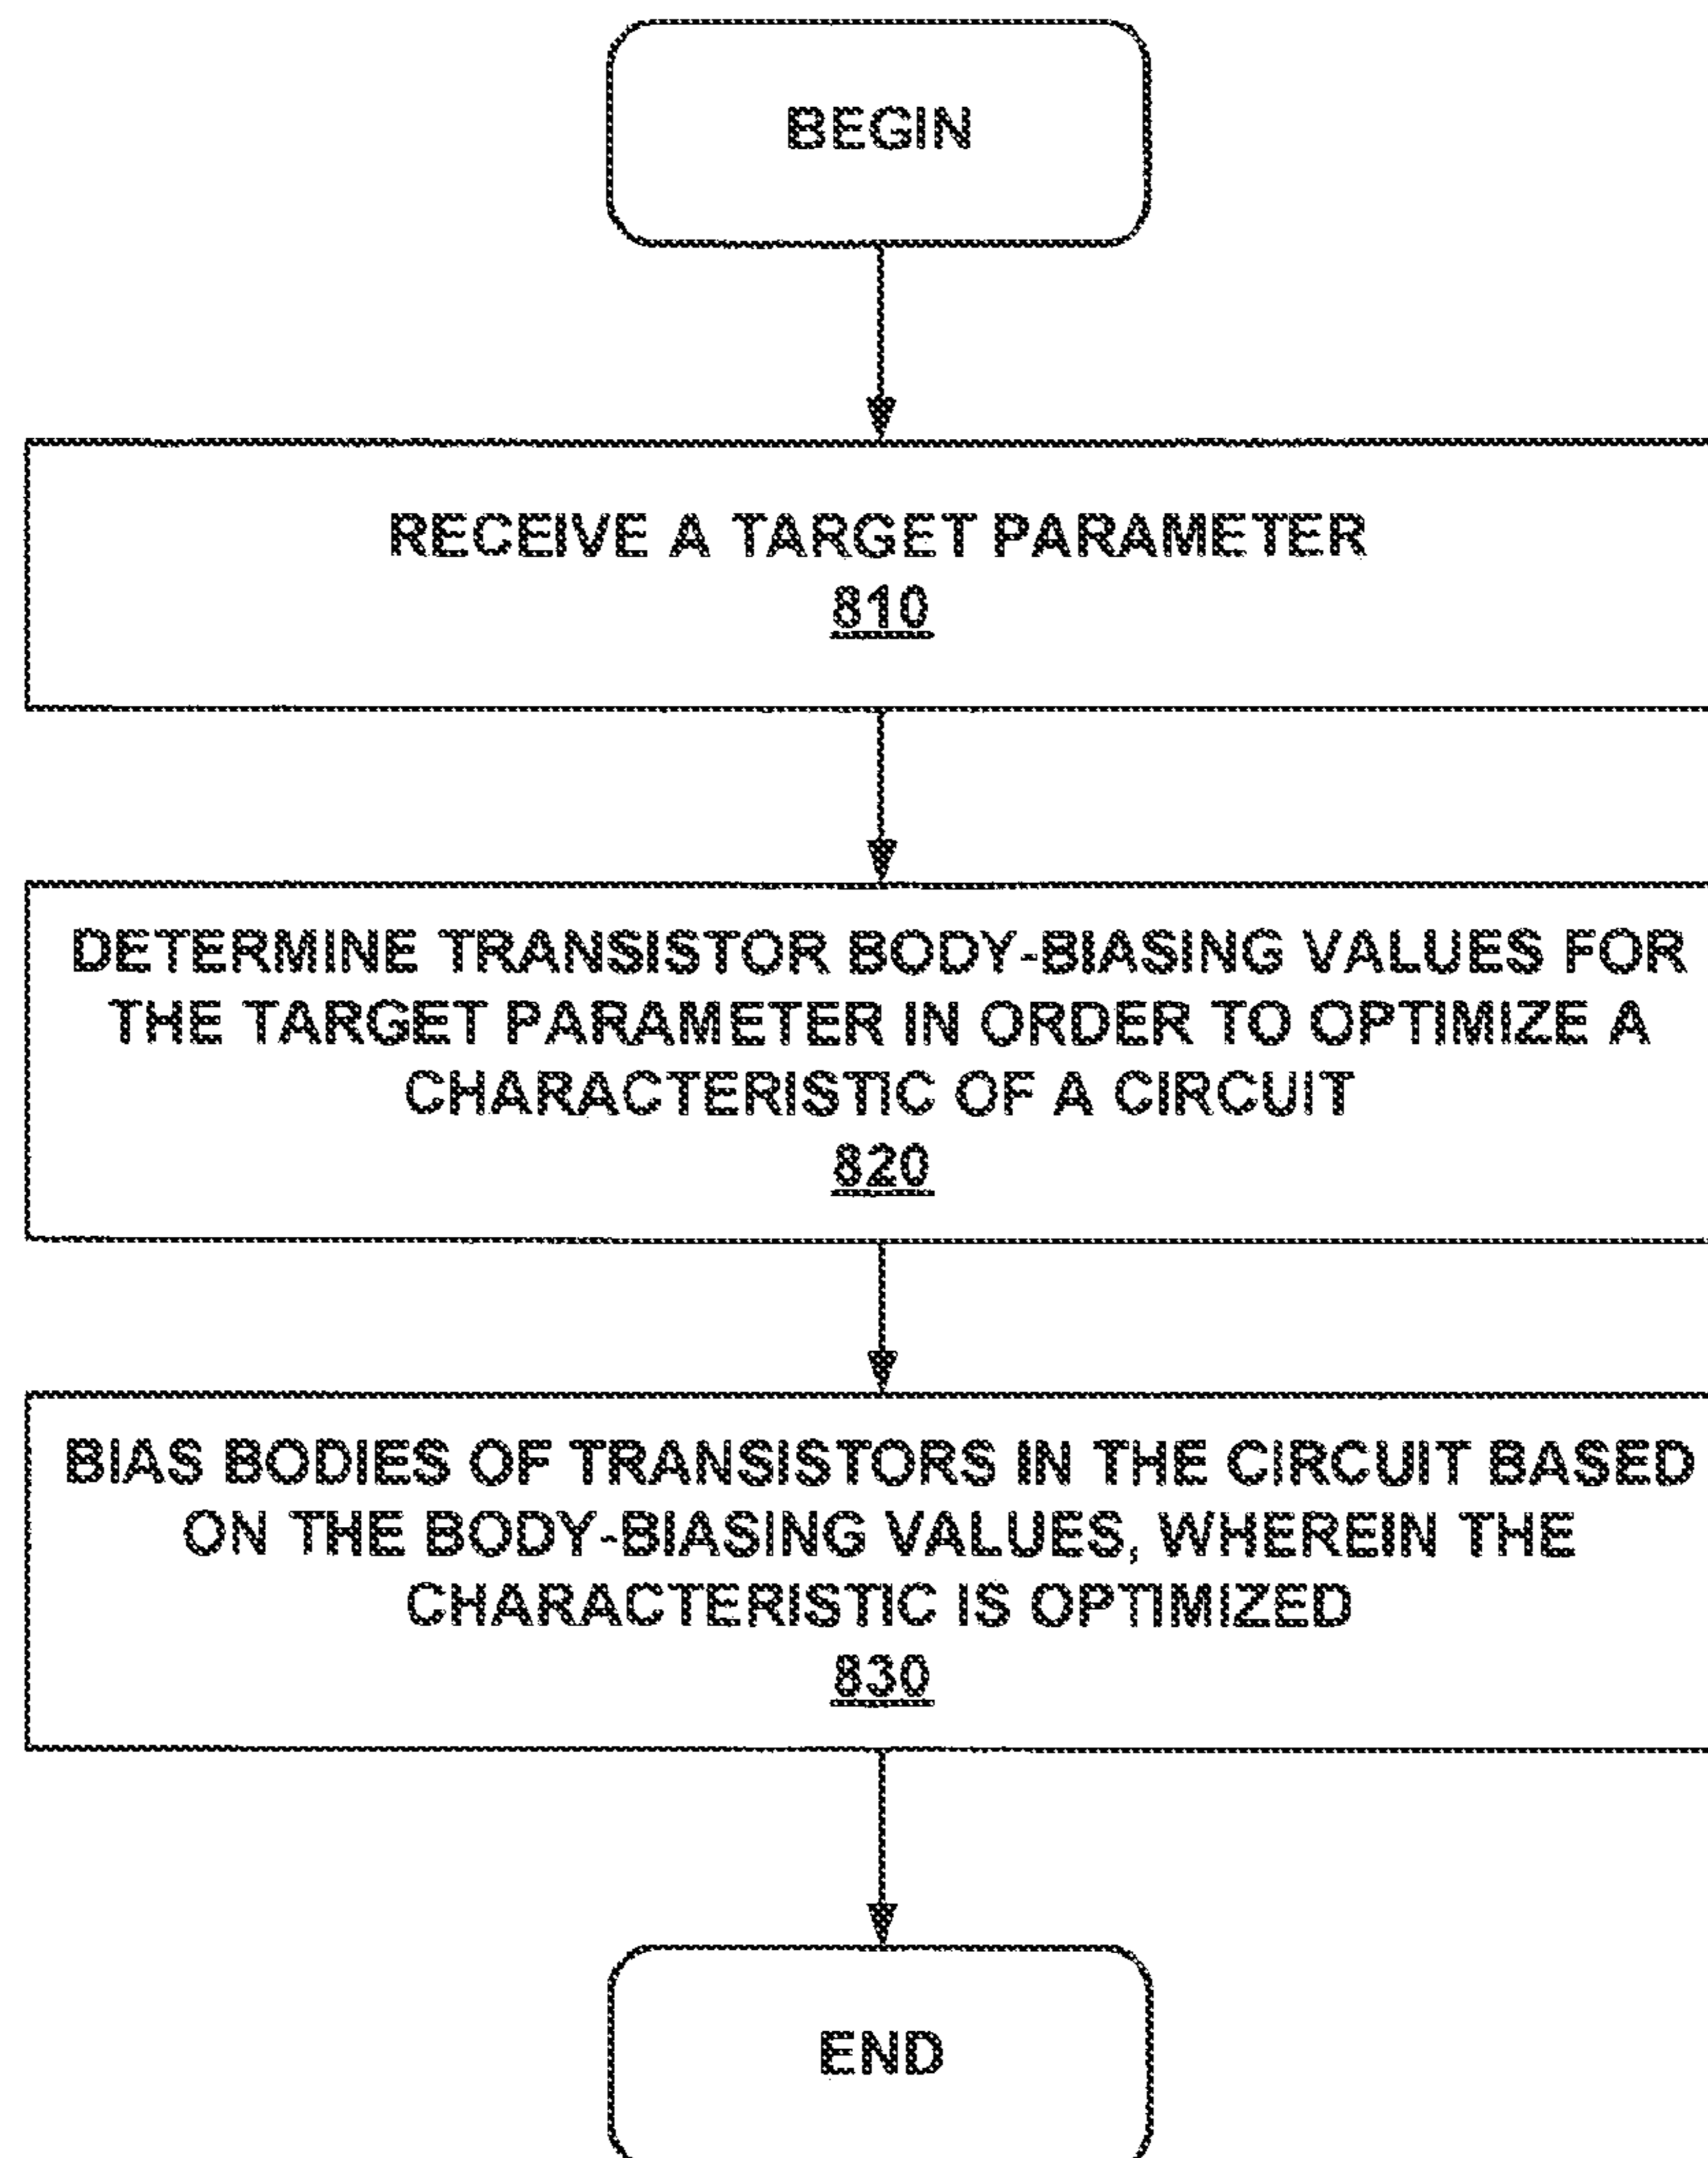 BEGIN
RECEIVE A TARGET PARAMETER
810
DETERMINE TRANSISTOR BODY-BIASING VALUES FOR
THE TARGET PARAMETER IN ORDER TO OPTIMIZE A
CHARACTERISTIC OF A CIRCUIT
820
BIAS BODIES OF TRANSISTORS IN THE CIRCUIT BASED
ON THE BODY-BIASING VALUES, WHEREIN THE
CHARACTERISTIC IS OPTIMIZED
830
END